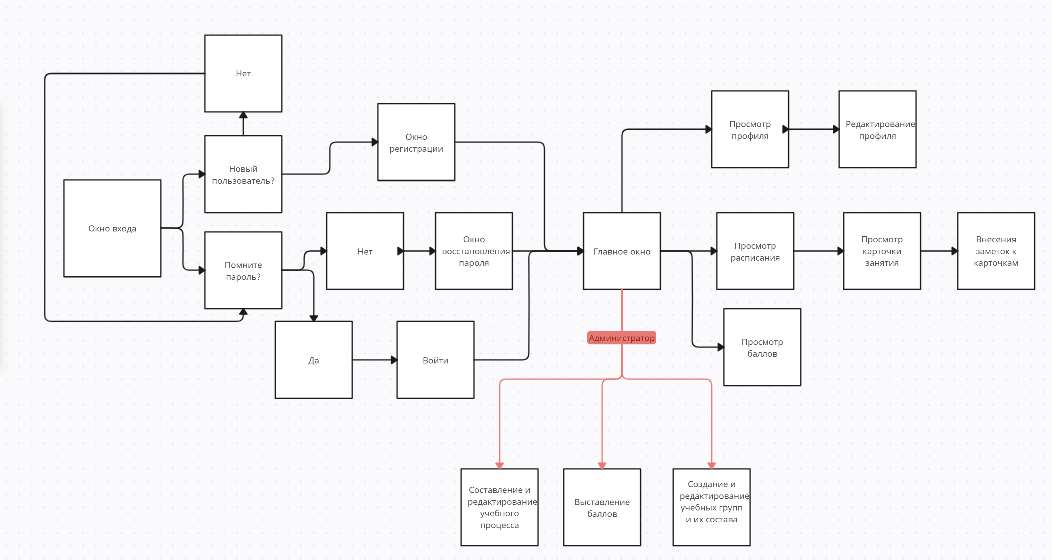 Нет
Новый
пользователь?
Окно входа
Помните
пароль?
Окно
регистрации
Нет
Окно
восстановления
пароля
Да
Войти
Главное окно
Просмотр
профиля
Редактирование
профиля
Просмотр
расписания
Просмотр
карточки
занятия
Внесения
заметок к
карточкам
Просмотр
баллов
Администратор
Составление и
редактирование
учебного
процесса
Выставление
баллов
Создание и
редактирование
учебных групп
и их состава